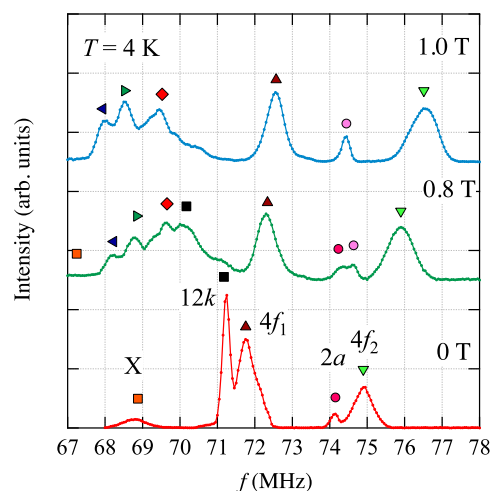 T = 4 K
1.0 T
0.8 T
12k
4f1
X
2a
4f2
0 T
Intensity (arb. units)
67 68 69 70 71 72 73 74 75 76 77 78
f (MHz)